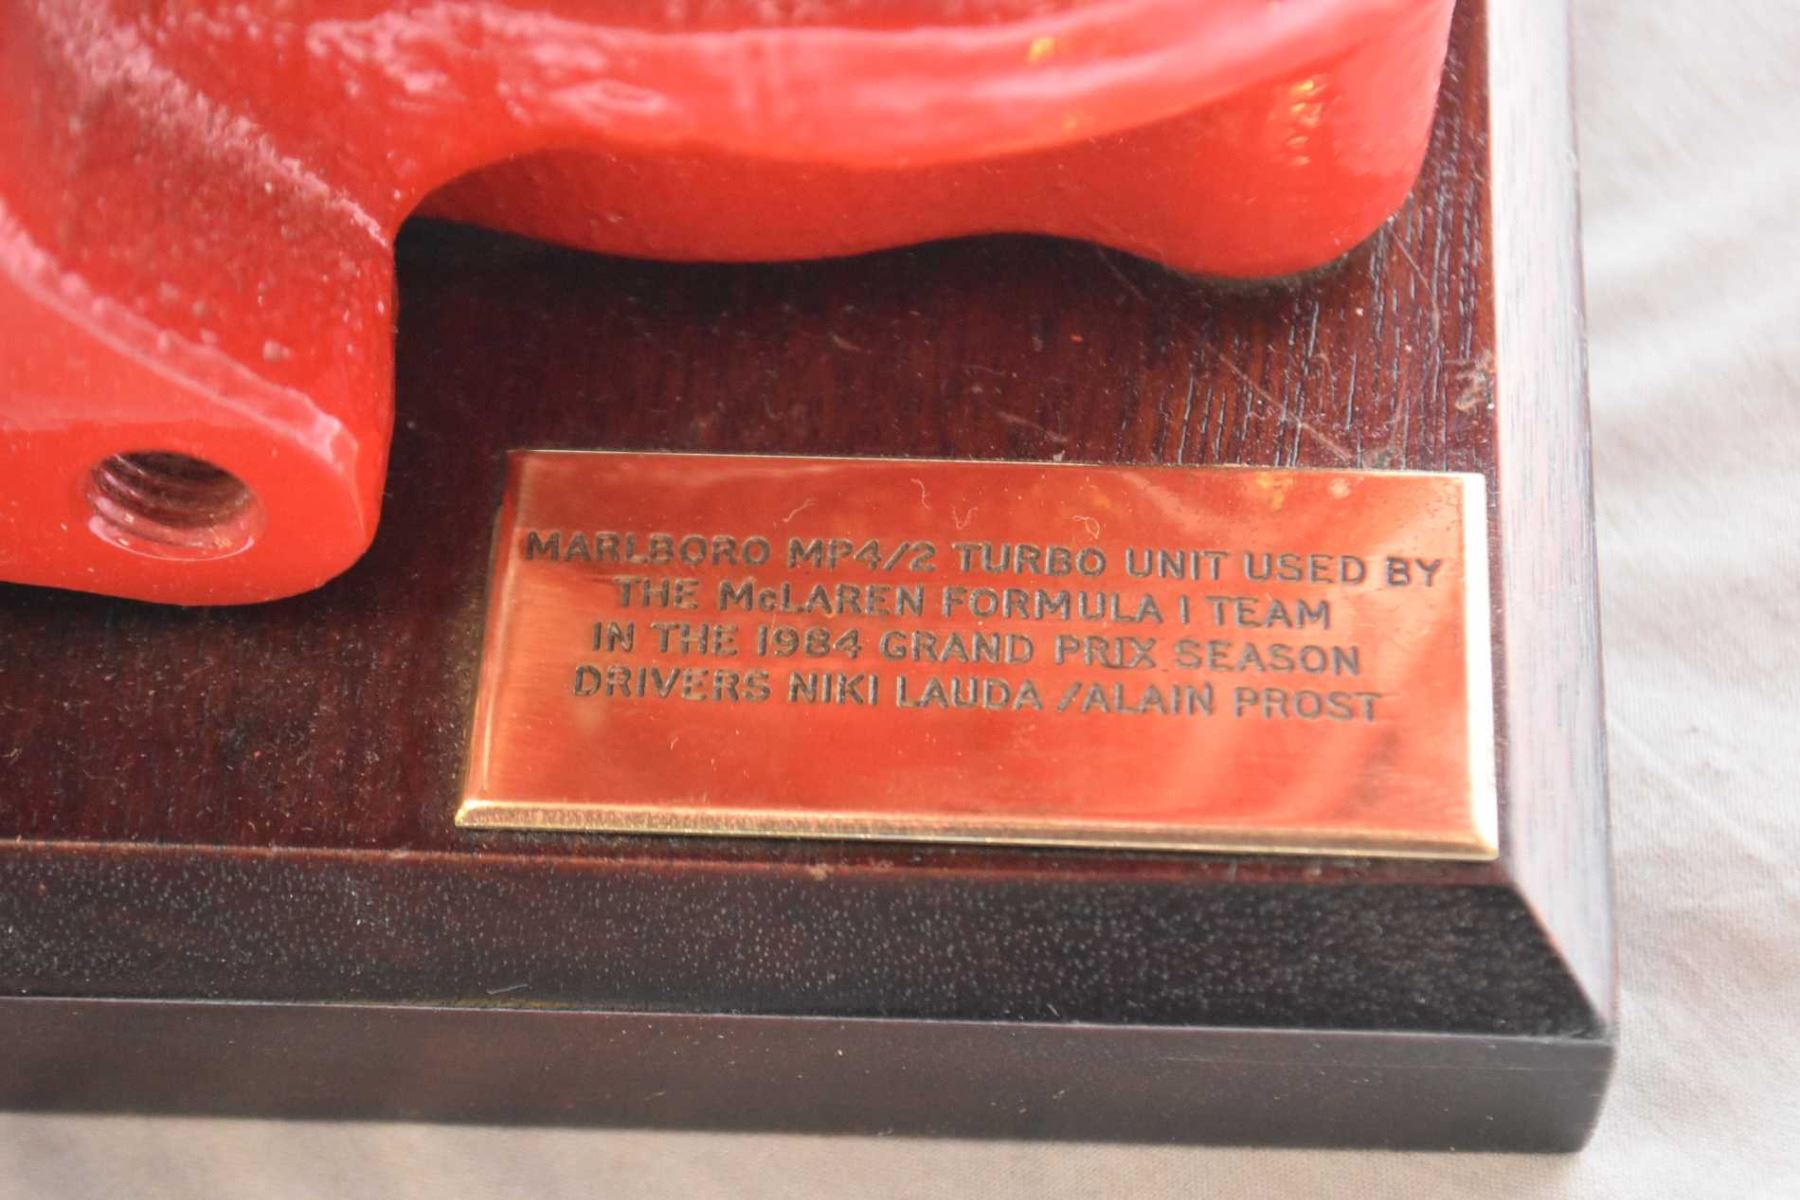 MARLBORO MP4/2 TURBO UNIT USED BY
THE McLAREN FORMULA 1 TEAM
IN THE 1984 GRAND PRIX SEASON
DRIVERS NIKI LAUDA /ALAIN PROST